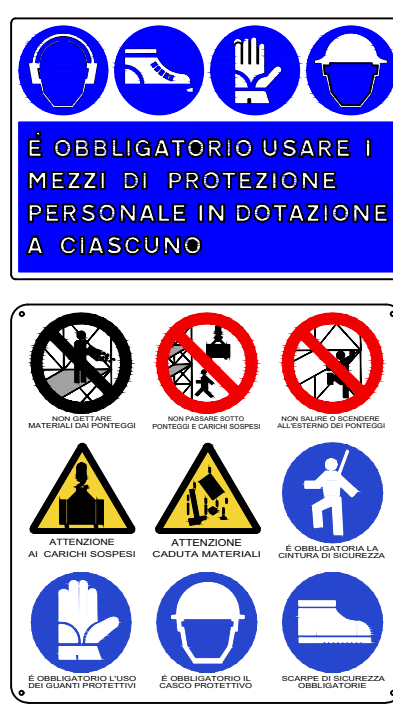 É OBBLIGATORIO USARE I
MEZZI DI PROTEZIONE
PERSONALE IN DOTAZIONE
A CIASCUNO
NON GETTARE
MATERIALI DAI PONTEGGI
NON PASSARE SOTTO
PONTEGGI E CARICHI SOSPESI
NON SALIRE O SCENDERE
ALL'ESTERNO DEI PONTEGGI
ATTENZIONE
AI CARICHI SOSPESI
ATTENZIONE
CADUTA MATERIALI
É OBBLIGATORIA LA
CINTURA DI SICUREZZA
É OBBLIGATORIO L'USO
DEI GUANTI PROTETTIVI
É OBBLIGATORIO IL
CASCO PROTETTIVO
SCARPE DI SICUREZZA
OBBLIGATORIE